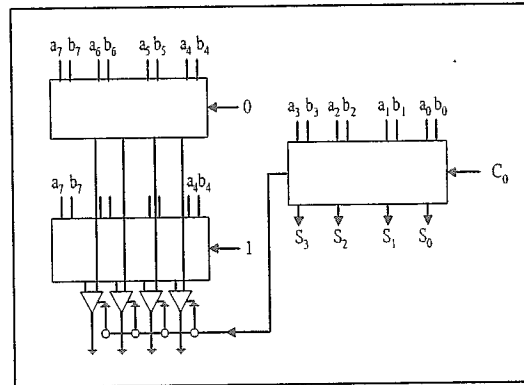 a7 b7 a6 b6 a5 b5 a4 b4
0
a3 b3 a2 b2 a1 b1 a0 b0
C0
a7 b7 a4 b4
S3 S2 S1 S0
1